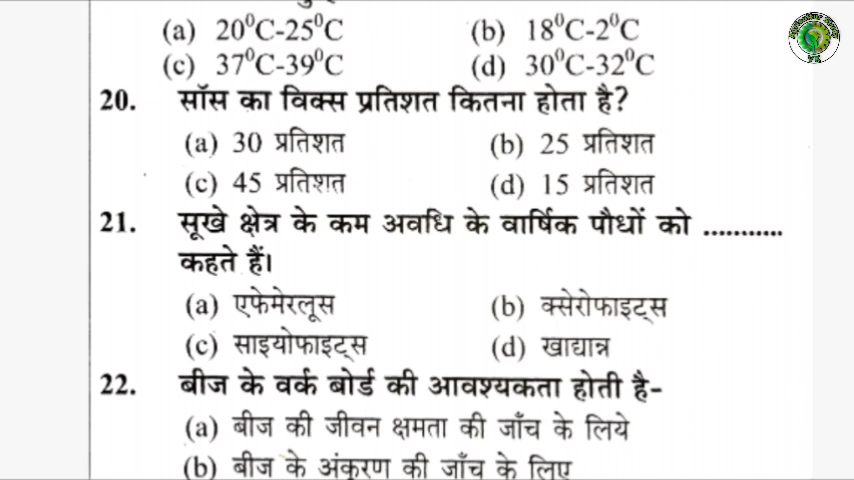 (a) 20⁰C-25⁰C (b) 18⁰C-2⁰C
(c) 37⁰C-39⁰C (d) 30⁰C-32⁰C
20. सॉस का विक्स प्रतिशत कितना होता है?
(a) 30 प्रतिशत (b) 25 प्रतिशत
(c) 45 प्रतिशत (d) 15 प्रतिशत
21. सूखे क्षेत्र के कम अवधि के वार्षिक पौधों को ...........
कहते हैं।
(a) एफेमेरलूस (b) क्सेरोफाइट्स
(c) साइयोफाइट्स (d) खाद्यान्न
22. बीज के वर्क बोर्ड की आवश्यकता होती है-
(a) बीज की जीवन क्षमता की जाँच के लिये
(b) बीज के अंकुरण की जाँच के लिए